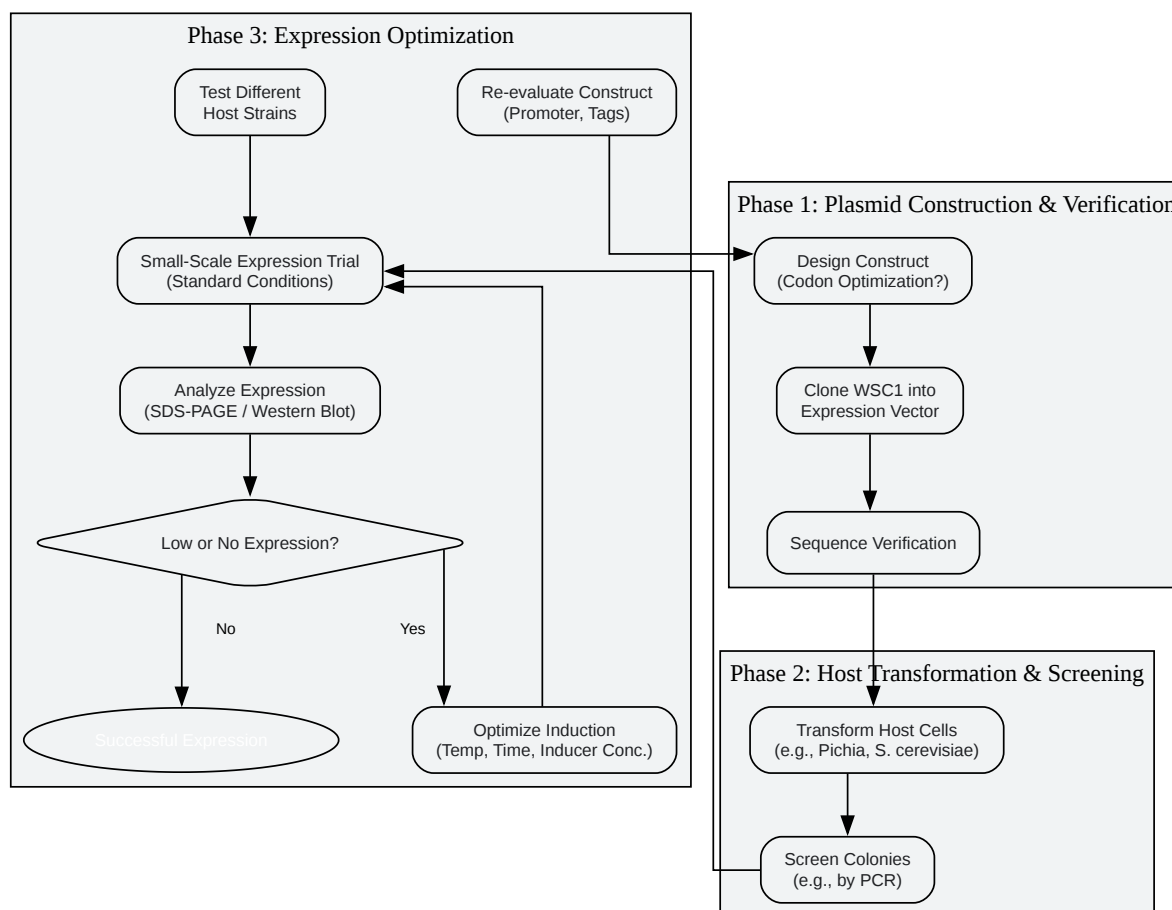 Phase 3: Expression Optimization
Test Different
Host Strains
Re-evaluate Construct
(Promoter, Tags)
Small-Scale Expression Trial
(Standard Conditions)
Analyze Expression
(SDS-PAGE / Western Blot)
Low or No Expression?
No
Yes
Successful Expression
Optimize Induction
(Temp, Time, Inducer Conc.)
Phase 1: Plasmid Construction & Verification
Design Construct
(Codon Optimization?)
Clone WSC1 into
Expression Vector
Sequence Verification
Phase 2: Host Transformation & Screening
Transform Host Cells
(e.g., Pichia, S. cerevisiae)
Screen Colonies
(e.g., by PCR)